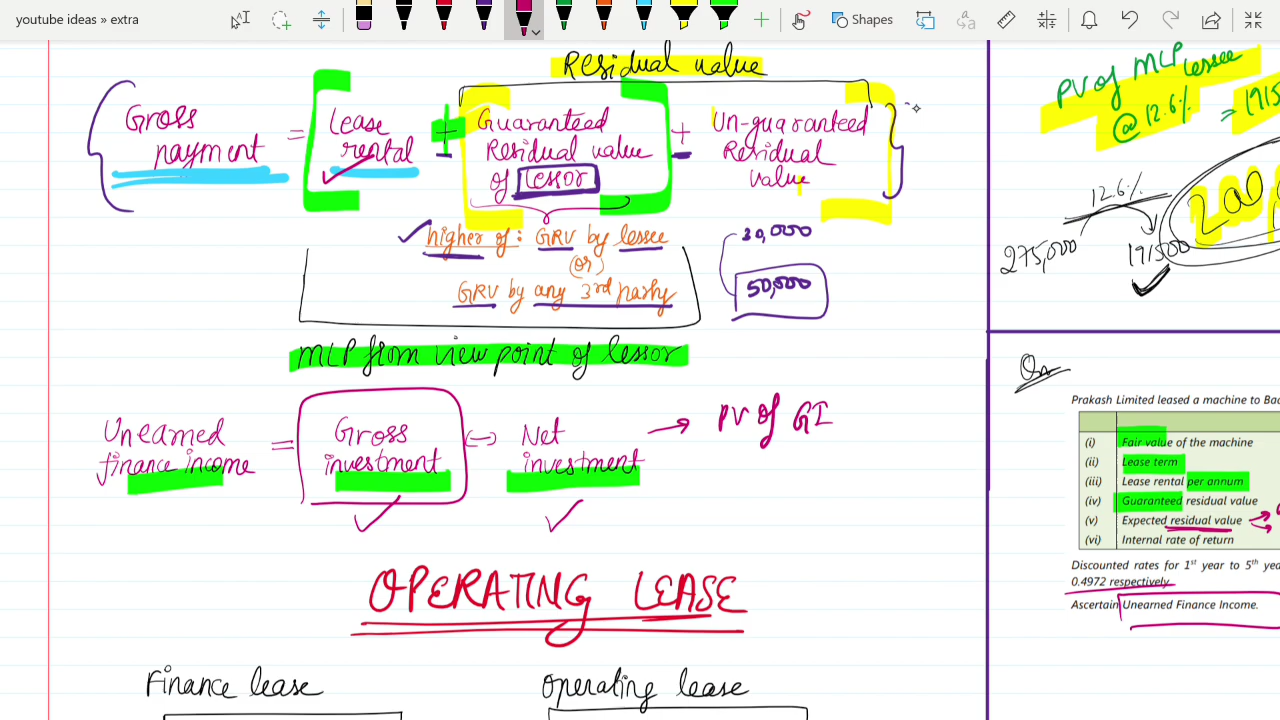 youtube ideas » extra
Shapes
Residual value
Gross payment = Lease rental + Guaranteed Residual value of lessor + Un-guaranteed Residual value
higher of: GRV by lessee
(or)
GRV by any 3rd party
30,000
50,000
MLP from view point of lessor
Unearned finance income = Gross investment (-) Net investment → PV of GI
OPERATING LEASE
Finance lease
Operating lease
PV of MLP lessee
@ 12.6% = 1915
12.6%
275,000
191500
200,
Qn
Prakash Limited leased a machine to Ba
(i) Fair value of the machine
(ii) Lease term
(iii) Lease rental per annum
(iv) Guaranteed residual value
(v) Expected residual value
(vi) Internal rate of return
Discounted rates for 1st year to 5th yea
0.4972 respectively.
Ascertain Unearned Finance Income.